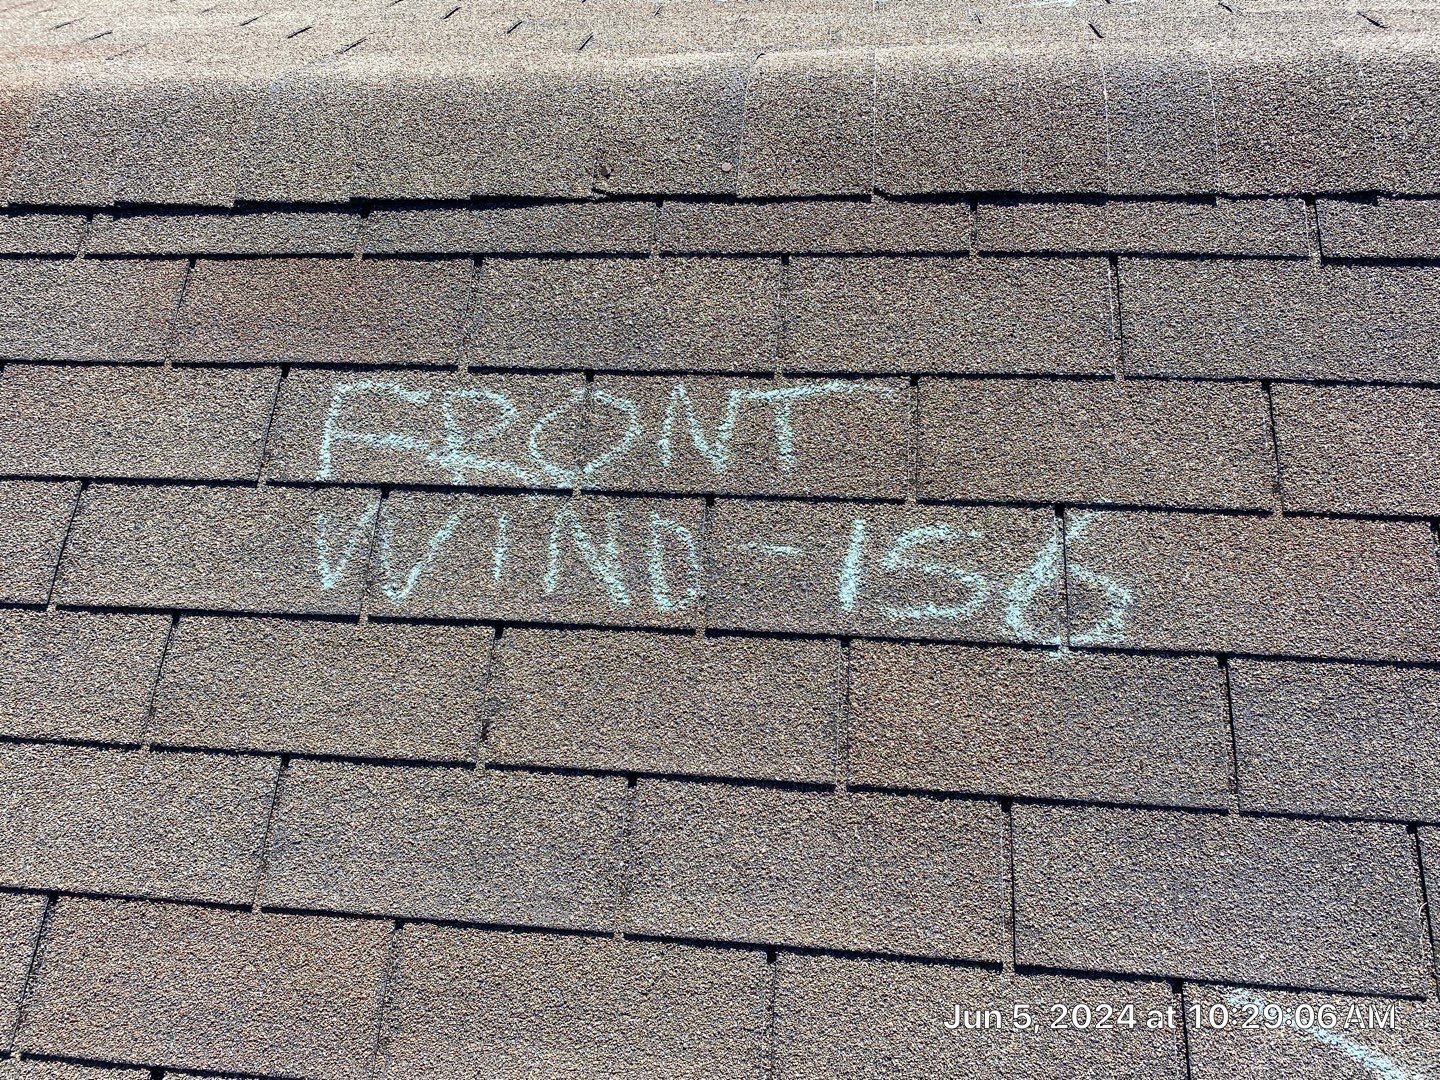 FRONT
WIND-156
Jun 5, 2024 at 10:29:06 AM